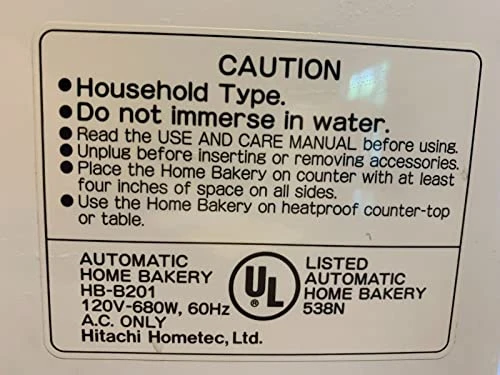 CAUTION
●Household Type.
●Do not immerse in water.
●Read the USE AND CARE MANUAL before using.
●Unplug before inserting or removing accessories.
●Place the Home Bakery on counter with at least
four inches of space on all sides.
●Use the Home Bakery on heatproof counter-top
or table.
AUTOMATIC
HOME BAKERY
HB-B201
120V-680W, 60Hz
A.C. ONLY
Hitachi Hometec, Ltd.
UL
®
LISTED
AUTOMATIC
HOME BAKERY
538N